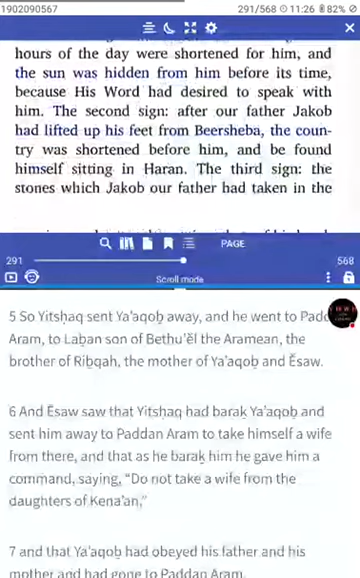 1902090567
291/568 11:26 82%
hours of the day were shortened for him, and
the sun was hidden from him before its time,
because His Word had desired to speak with
him. The second sign: after our father Jakob
had lifted up his feet from Beersheba, the coun-
try was shortened before him, and be found
himself sitting in Haran. The third sign: the
stones which Jakob our father had taken in the
PAGE
291
568
Scroll mode
5 So Yitsḥaq sent Ya‛aqoḇ away, and he went to Padd
Aram, to Laḇan son of Bethu’ĕl the Aramean, the
brother of Riḇqah, the mother of Ya‛aqoḇ and Ěsaw.
6 And Ěsaw saw that Yitsḥaq had barak Ya‛aqoḇ and
sent him away to Paddan Aram to take himself a wife
from there, and that as he barak him he gave him a
command, saying, “Do not take a wife from the
daughters of Kena‛an,”
7 and that Ya‛aqoḇ had obeyed his father and his
mother and had gone to Paddan Aram.